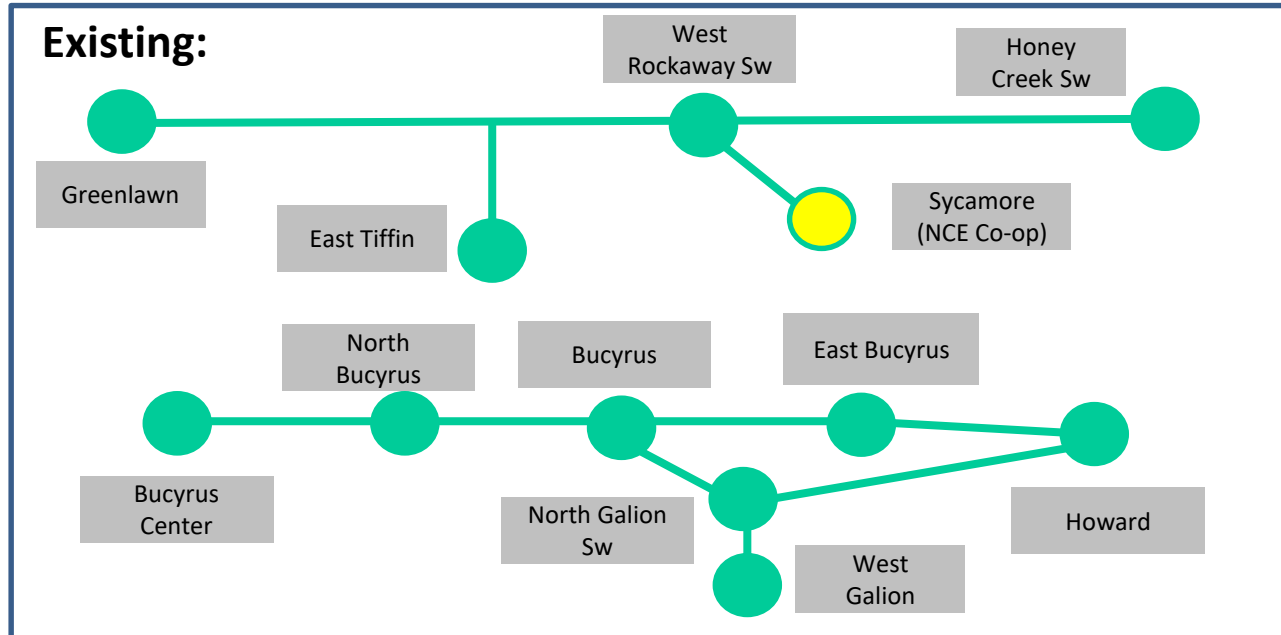 Existing:
West
Rockaway Sw
Honey
Creek Sw
Greenlawn
East Tiffin
Sycamore
(NCE Co-op)
North
Bucyrus
Bucyrus
East Bucyrus
Bucyrus
Center
North Galion
Sw
West
Galion
Howard